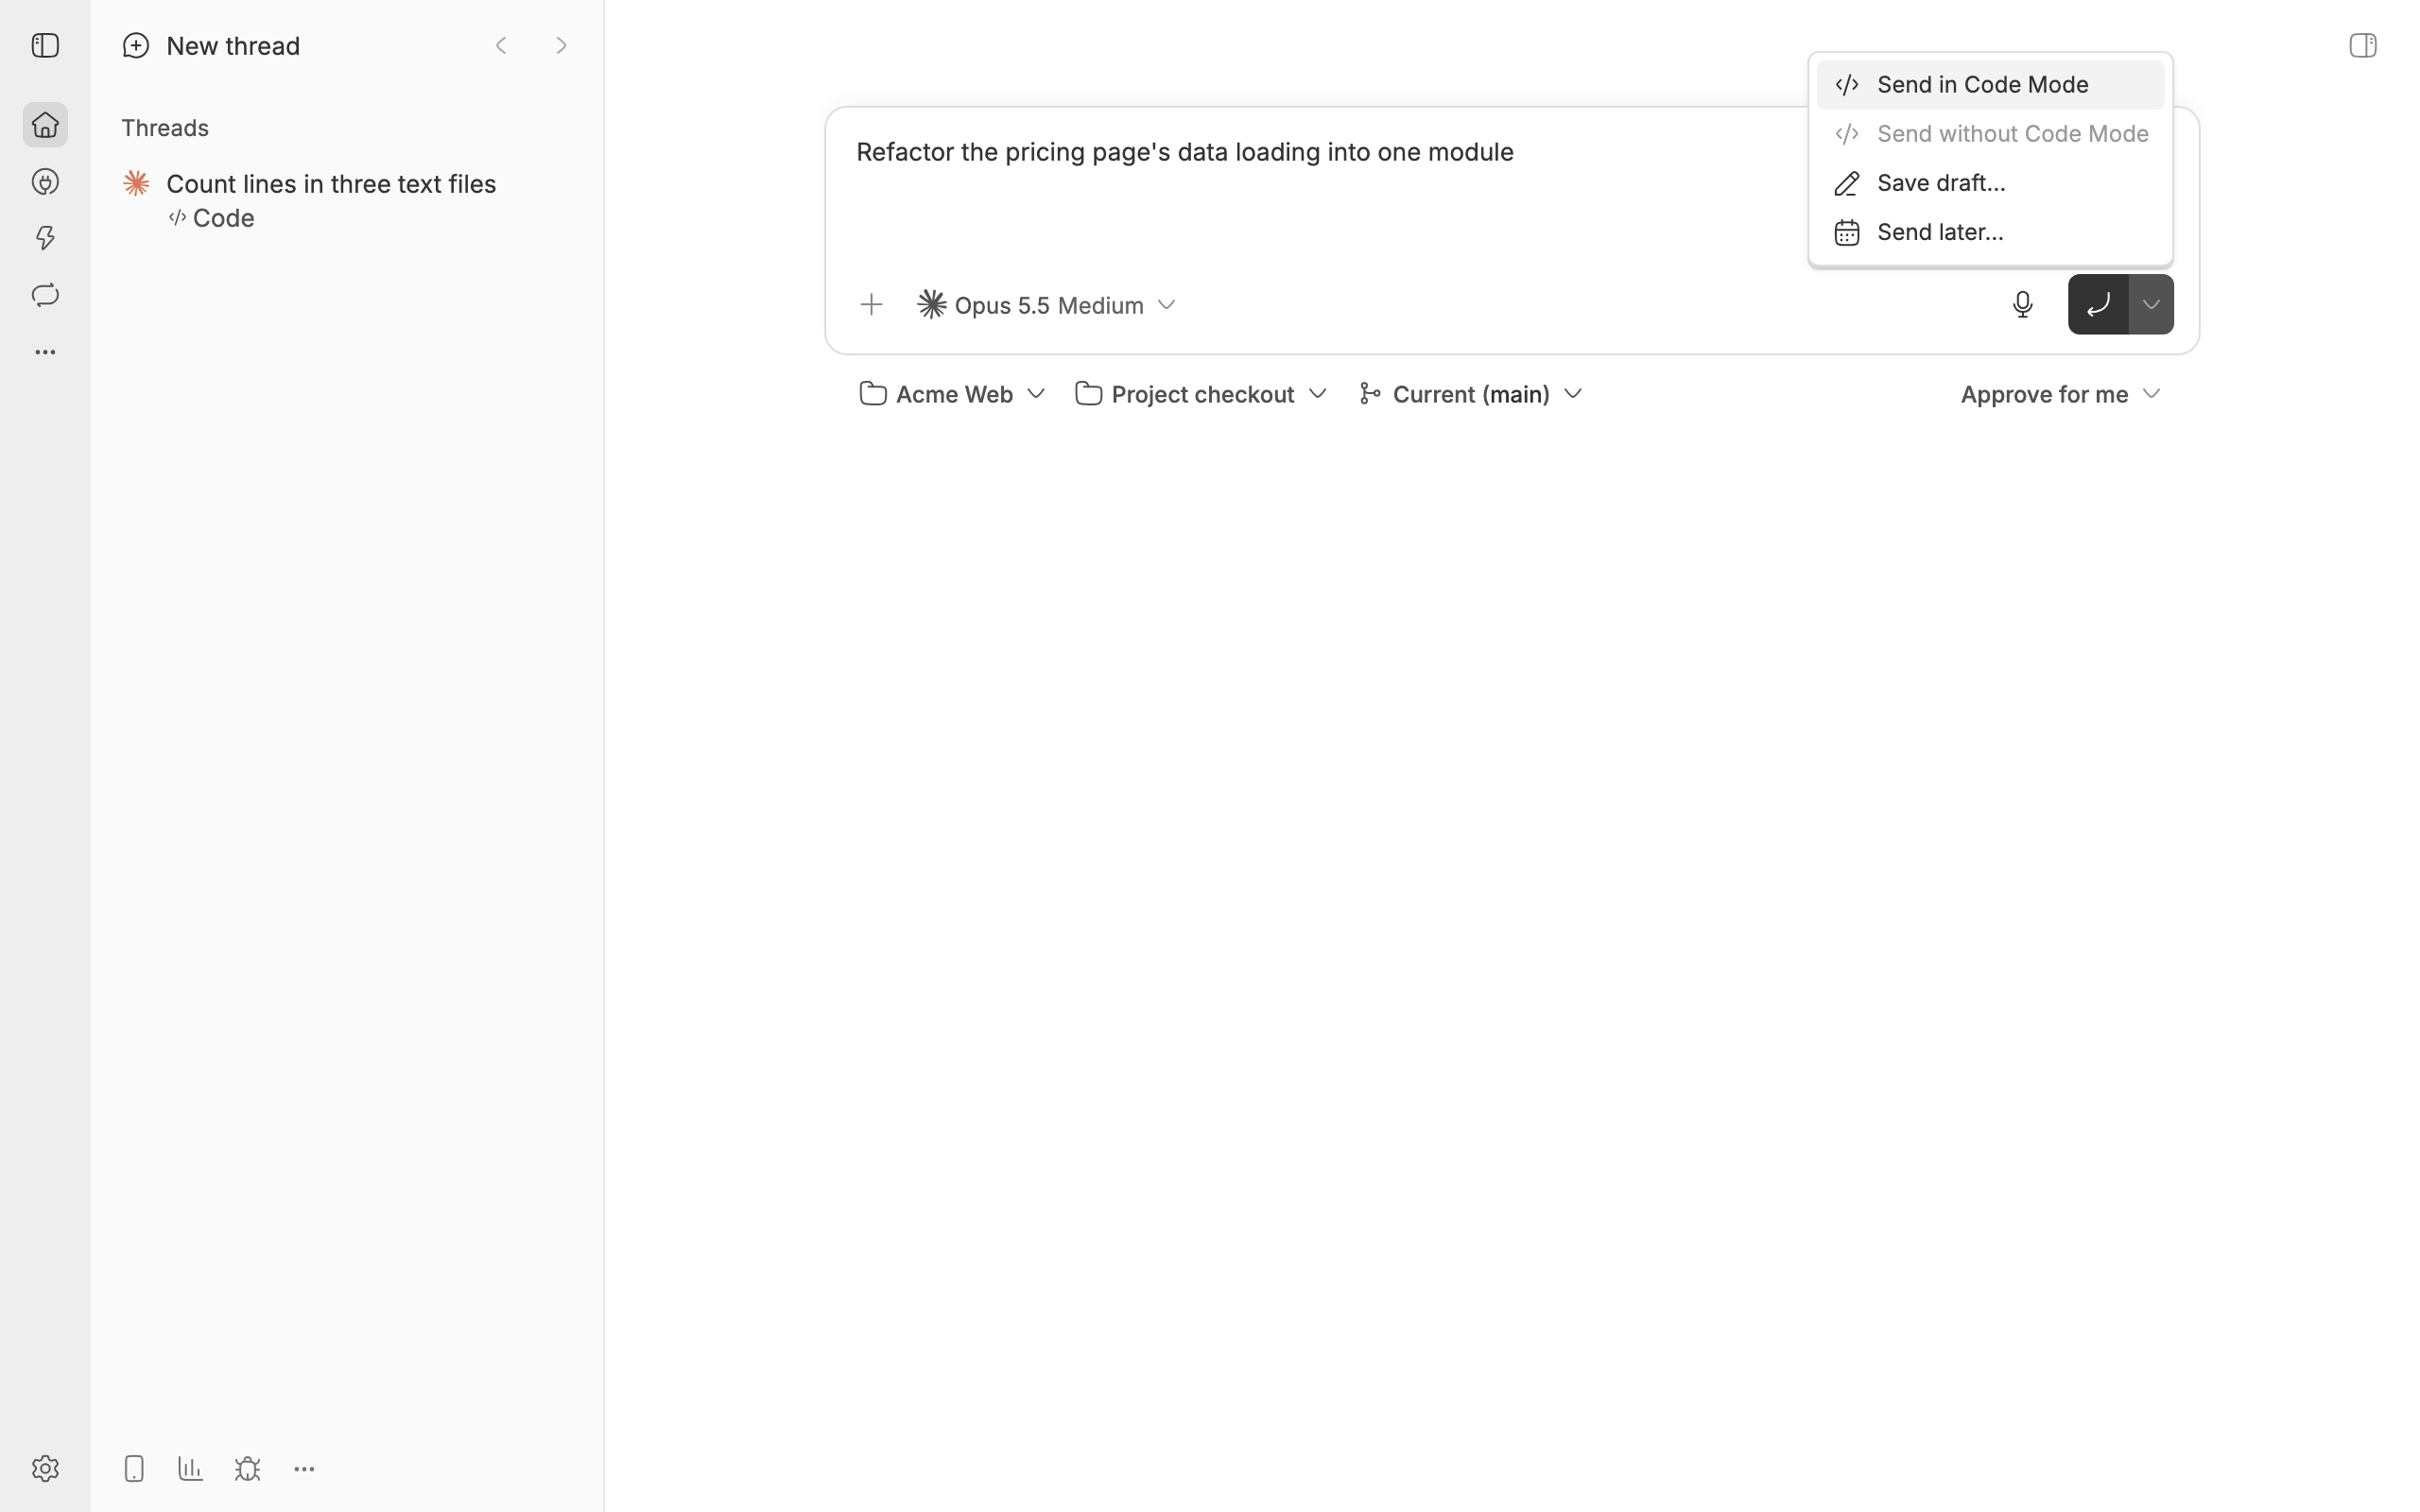 New thread
Threads
Count lines in three text files
Code
Refactor the pricing page's data loading into one module
Send in Code Mode
Send without Code Mode
Save draft...
Send later...
Opus 5.5 Medium
Acme Web
Project checkout
Current (main)
Approve for me